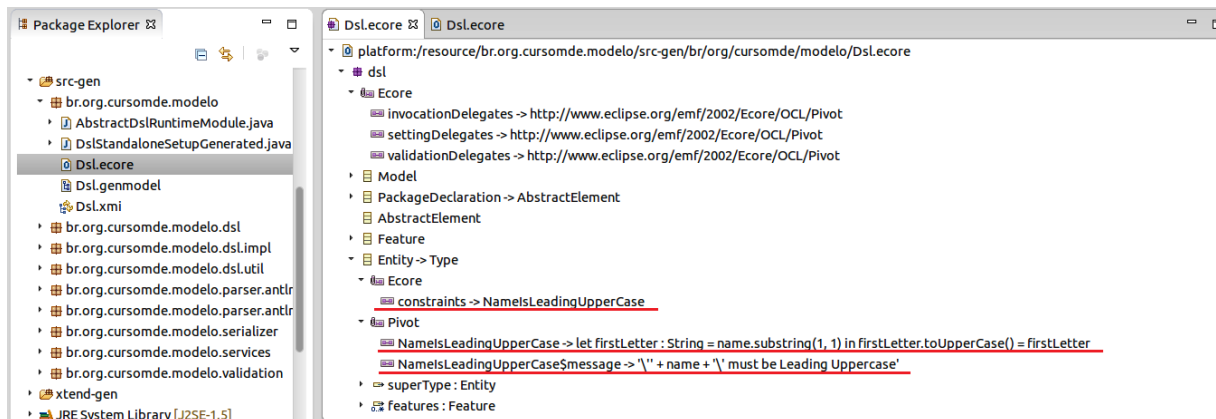 Package Explorer
src-gen
br.org.cursomde.modelo
AbstractDslRuntimeModule.java
DslStandaloneSetupGenerated.java
Dsl.ecore
Dsl.genmodel
Dsl.xmi
br.org.cursomde.modelo.dsl
br.org.cursomde.modelo.dsl.impl
br.org.cursomde.modelo.dsl.util
br.org.cursomde.modelo.parser.antlr
br.org.cursomde.modelo.parser.antlr
br.org.cursomde.modelo.serializer
br.org.cursomde.modelo.services
br.org.cursomde.modelo.validation
xtend-gen
JRE System Library [J2SE-1.5]
Dsl.ecore Dsl.ecore
platform:/resource/br.org.cursomde.modelo/src-gen/br/org/cursomde/modelo/Dsl.ecore
dsl
Ecore
invocationDelegates -> http://www.eclipse.org/emf/2002/Ecore/OCL/Pivot
settingDelegates -> http://www.eclipse.org/emf/2002/Ecore/OCL/Pivot
validationDelegates -> http://www.eclipse.org/emf/2002/Ecore/OCL/Pivot
Model
PackageDeclaration -> AbstractElement
AbstractElement
Feature
Entity -> Type
Ecore
constraints -> NameIsLeadingUpperCase
Pivot
NameIsLeadingUpperCase -> let firstLetter : String = name.substring(1, 1) in firstLetter.toUpperCase() = firstLetter
NameIsLeadingUpperCase$message -> '\'' + name + '\' must be Leading Uppercase'
superType : Entity
features : Feature